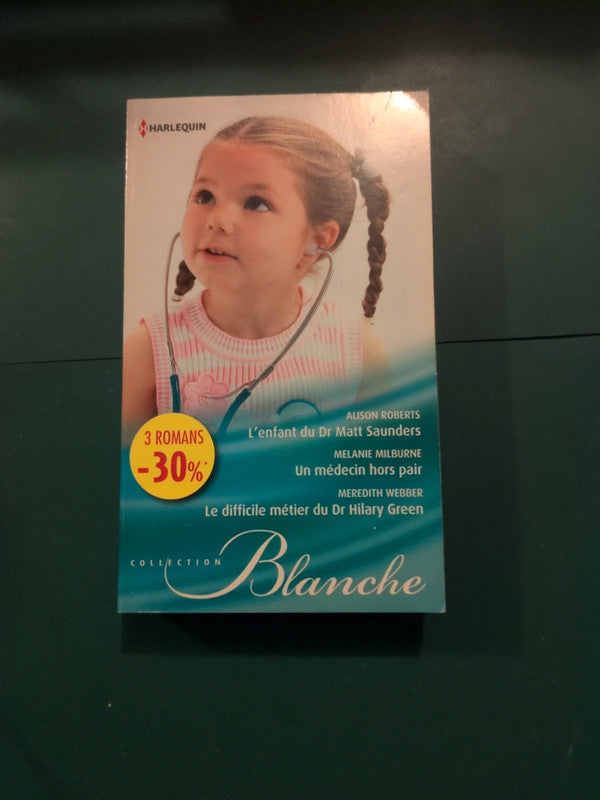 HARLEQUIN
ALISON ROBERTS
L'enfant du Dr Matt Saunders
MELANIE MILBURNE
Un médecin hors pair
MEREDITH WEBBER
Le difficile métier du Dr Hilary Green
3 ROMANS
-30%*
COLLECTION Blanche